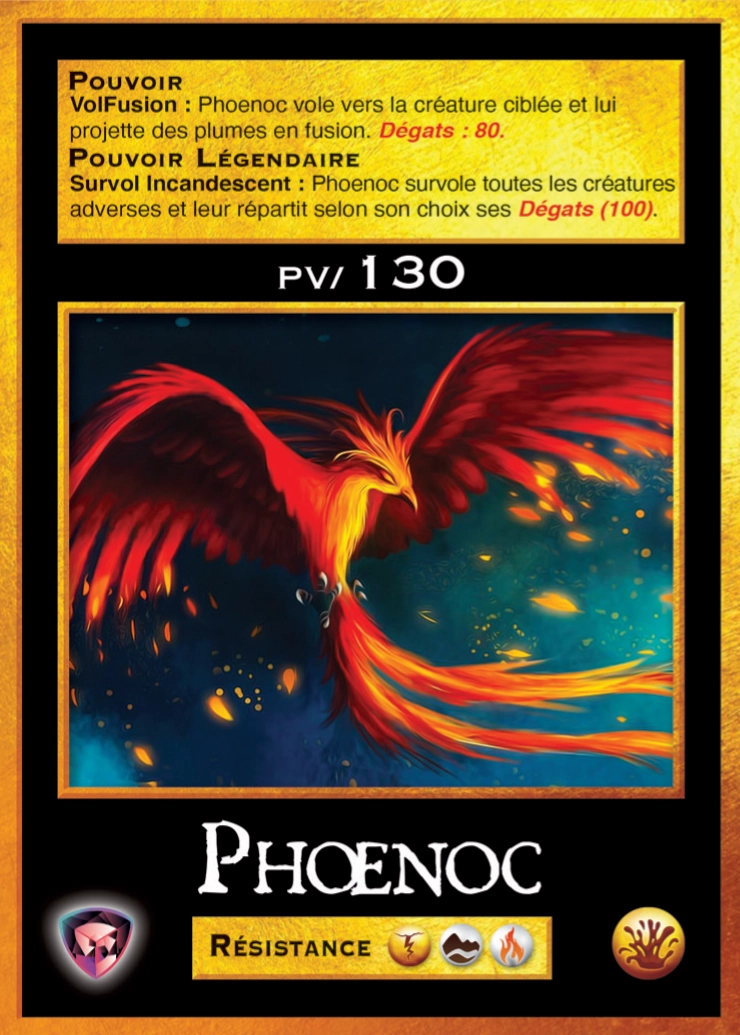 Pouvoir
VolFusion : Phoenoc vole vers la créature ciblée et lui
projette des plumes en fusion. Dégats : 80.
Pouvoir Légendaire
Survol Incandescent : Phoenoc survole toutes les créatures
adverses et leur répartit selon son choix ses Dégats (100).
PV/ 130
Phœnoc
Résistance